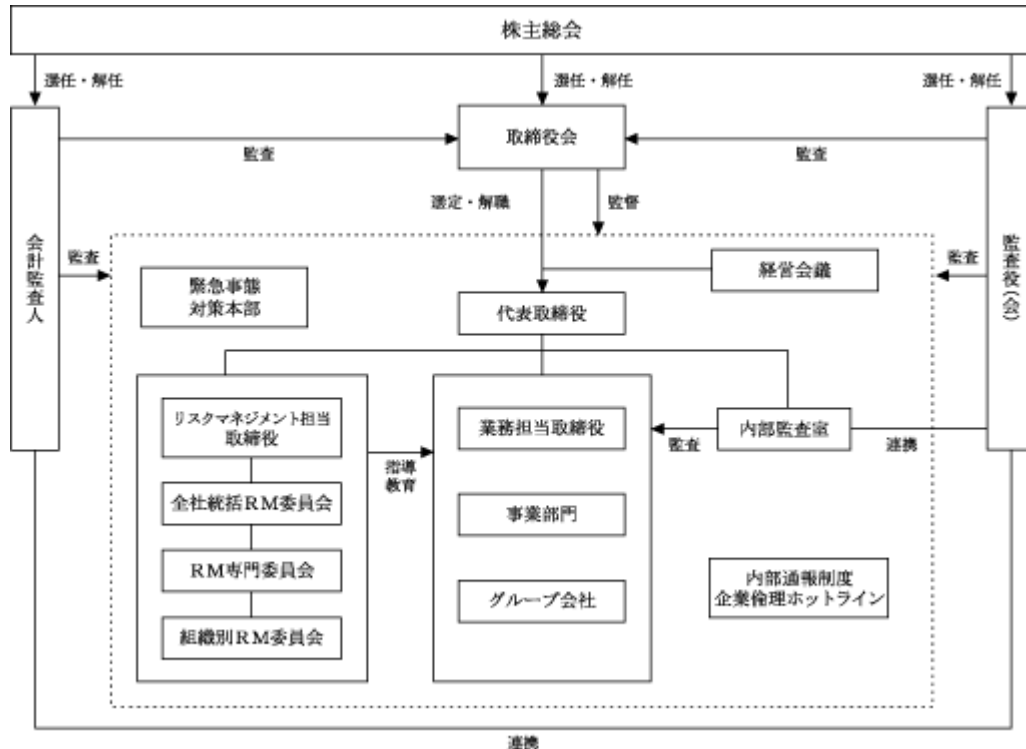 株主総会
選任・解任
選任・解任
選任・解任
取締役会
監査
監査
選定・解職
監督
会計監査人
監査役(会)
監査
監査
緊急事態
対策本部
経営会議
代表取締役
リスクマネジメント担当
取締役
業務担当取締役
内部監査室
監査
連携
指導
教育
全社統括RM委員会
事業部門
RM専門委員会
内部通報制度
企業倫理ホットライン
グループ会社
組織別RM委員会
連携